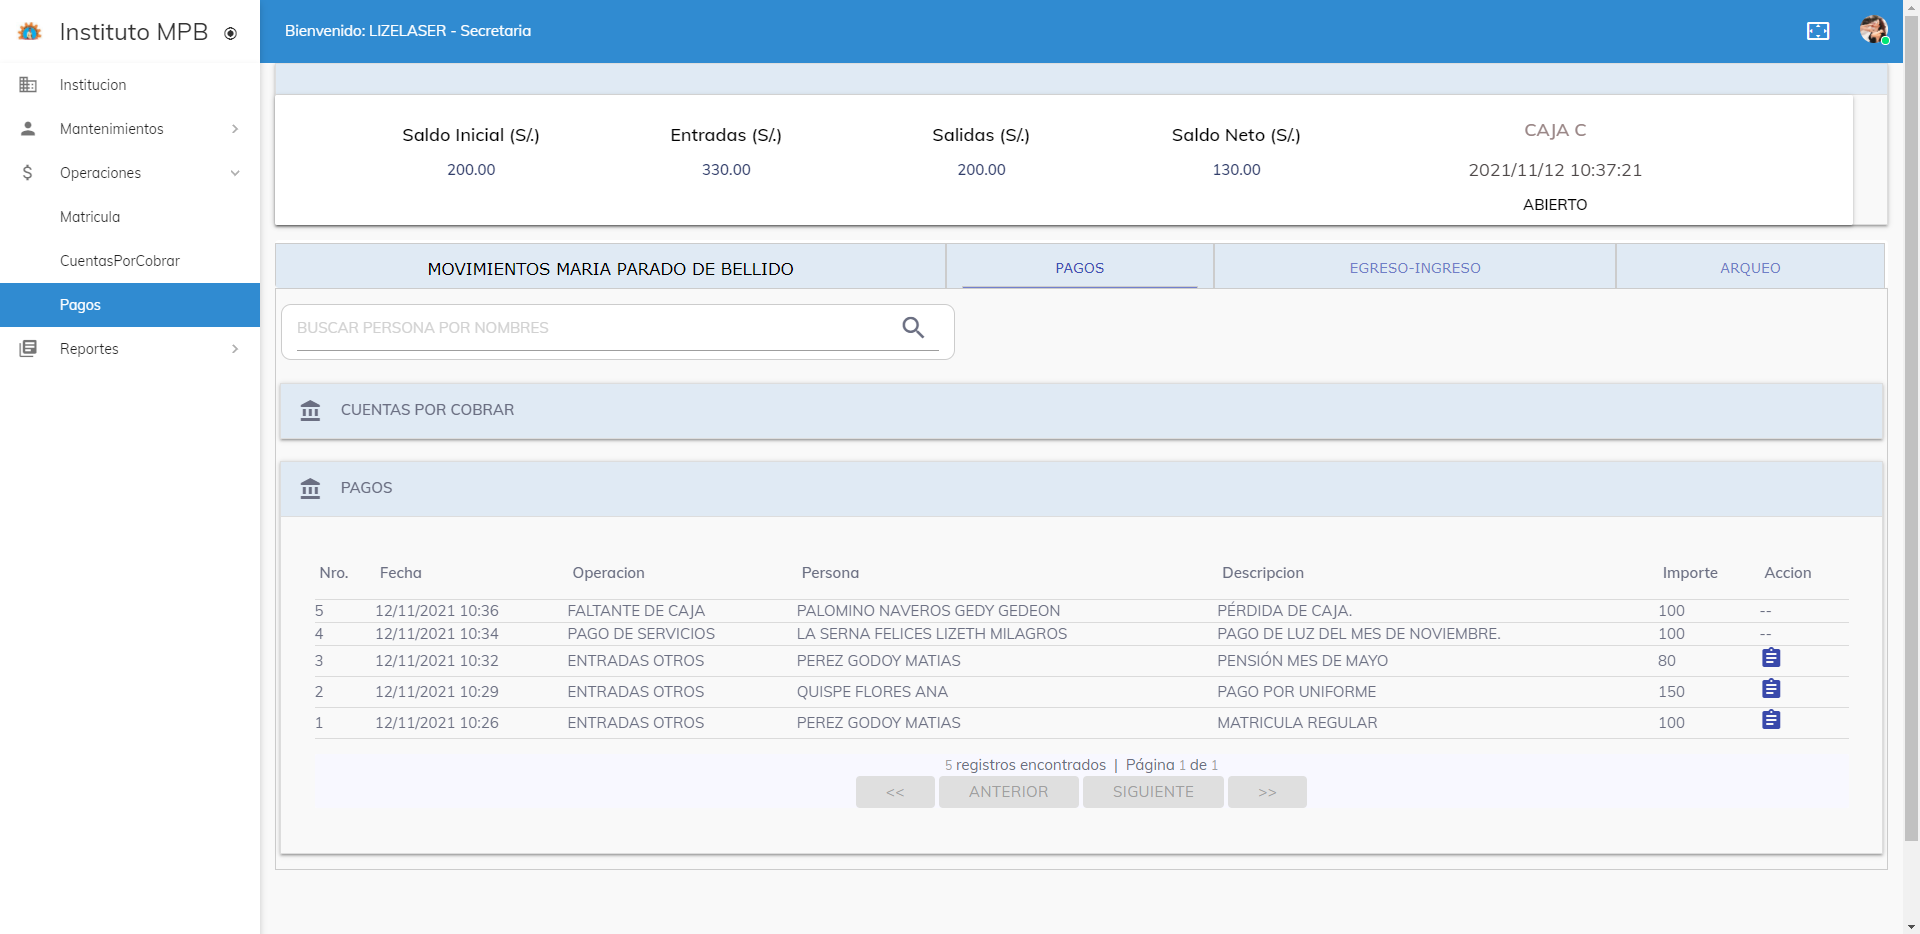 Instituto MPB
Bienvenido: LIZELASER - Secretaria
Institucion
Mantenimientos
Operaciones
Matricula
CuentasPorCobrar
Pagos
Reportes
Saldo Inicial (S/.) Entradas (S/.) Salidas (S/.) Saldo Neto (S/.) CAJA C
200.00 330.00 200.00 130.00 2021/11/12 10:37:21
ABIERTO
MOVIMIENTOS MARIA PARADO DE BELLIDO PAGOS EGRESO-INGRESO ARQUEO
BUSCAR PERSONA POR NOMBRES
CUENTAS POR COBRAR
PAGOS
Nro. Fecha Operacion Persona Descripcion Importe Accion
5 12/11/2021 10:36 FALTANTE DE CAJA PALOMINO NAVEROS GEDY GEDEON PÉRDIDA DE CAJA. 100 --
4 12/11/2021 10:34 PAGO DE SERVICIOS LA SERNA FELICES LIZETH MILAGROS PAGO DE LUZ DEL MES DE NOVIEMBRE. 100 --
3 12/11/2021 10:32 ENTRADAS OTROS PEREZ GODOY MATIAS PENSIÓN MES DE MAYO 80
2 12/11/2021 10:29 ENTRADAS OTROS QUISPE FLORES ANA PAGO POR UNIFORME 150
1 12/11/2021 10:26 ENTRADAS OTROS PEREZ GODOY MATIAS MATRICULA REGULAR 100
5 registros encontrados | Página 1 de 1
<< ANTERIOR SIGUIENTE >>